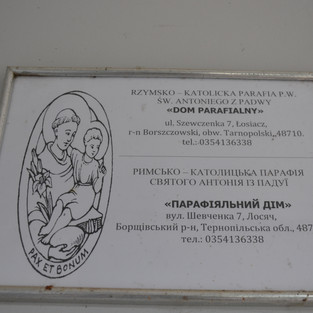 RZYMSKO – KATOLICKA PARAFIA P.W.
ŚW. ANTONIEGO Z PADWY
«DOM PARAFIALNY»
ul. Szewczenka 7, Łosiacz,
r-n Borszczowski, obw. Tarnopolski, 48710.
tel.: 0354136338
РИМСЬКО – КАТОЛИЦЬКА ПАРАФІЯ
СВЯТОГО АНТОНІЯ ІЗ ПАДУЇ
«ПАРАФІЯЛЬНИЙ ДІМ»
вул. Шевченка 7, Лосяч,
Борщівський р-н, Тернопільська обл., 487
тел.: 0354136338
PAX ET BONUM